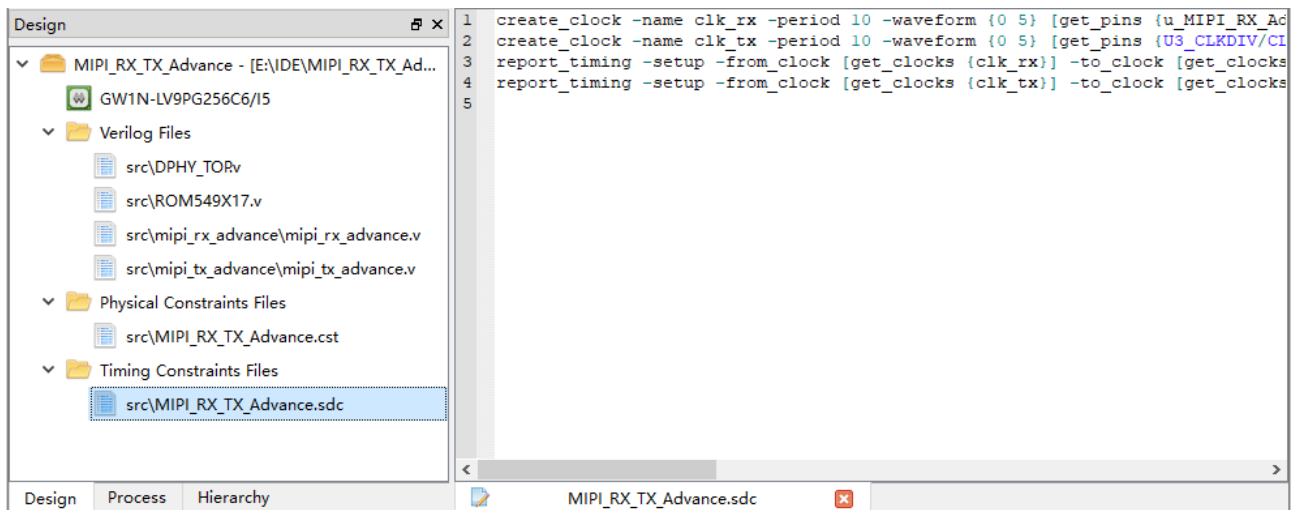 Design
MIPI_RX_TX_Advance - [E:\IDE\MIPI_RX_TX_Ad...
GW1N-LV9PG256C6/I5
Verilog Files
src\DPHY_TOP.v
src\ROM549X17.v
src\mipi_rx_advance\mipi_rx_advance.v
src\mipi_tx_advance\mipi_tx_advance.v
Physical Constraints Files
src\MIPI_RX_TX_Advance.cst
Timing Constraints Files
src\MIPI_RX_TX_Advance.sdc
Design Process Hierarchy
1 create_clock -name clk_rx -period 10 -waveform {0 5} [get_pins {u_MIPI_RX_Ad
2 create_clock -name clk_tx -period 10 -waveform {0 5} [get_pins {U3_CLKDIV/CL
3 report_timing -setup -from_clock [get_clocks {clk_rx}] -to_clock [get_clocks
4 report_timing -setup -from_clock [get_clocks {clk_tx}] -to_clock [get_clocks
5
MIPI_RX_TX_Advance.sdc